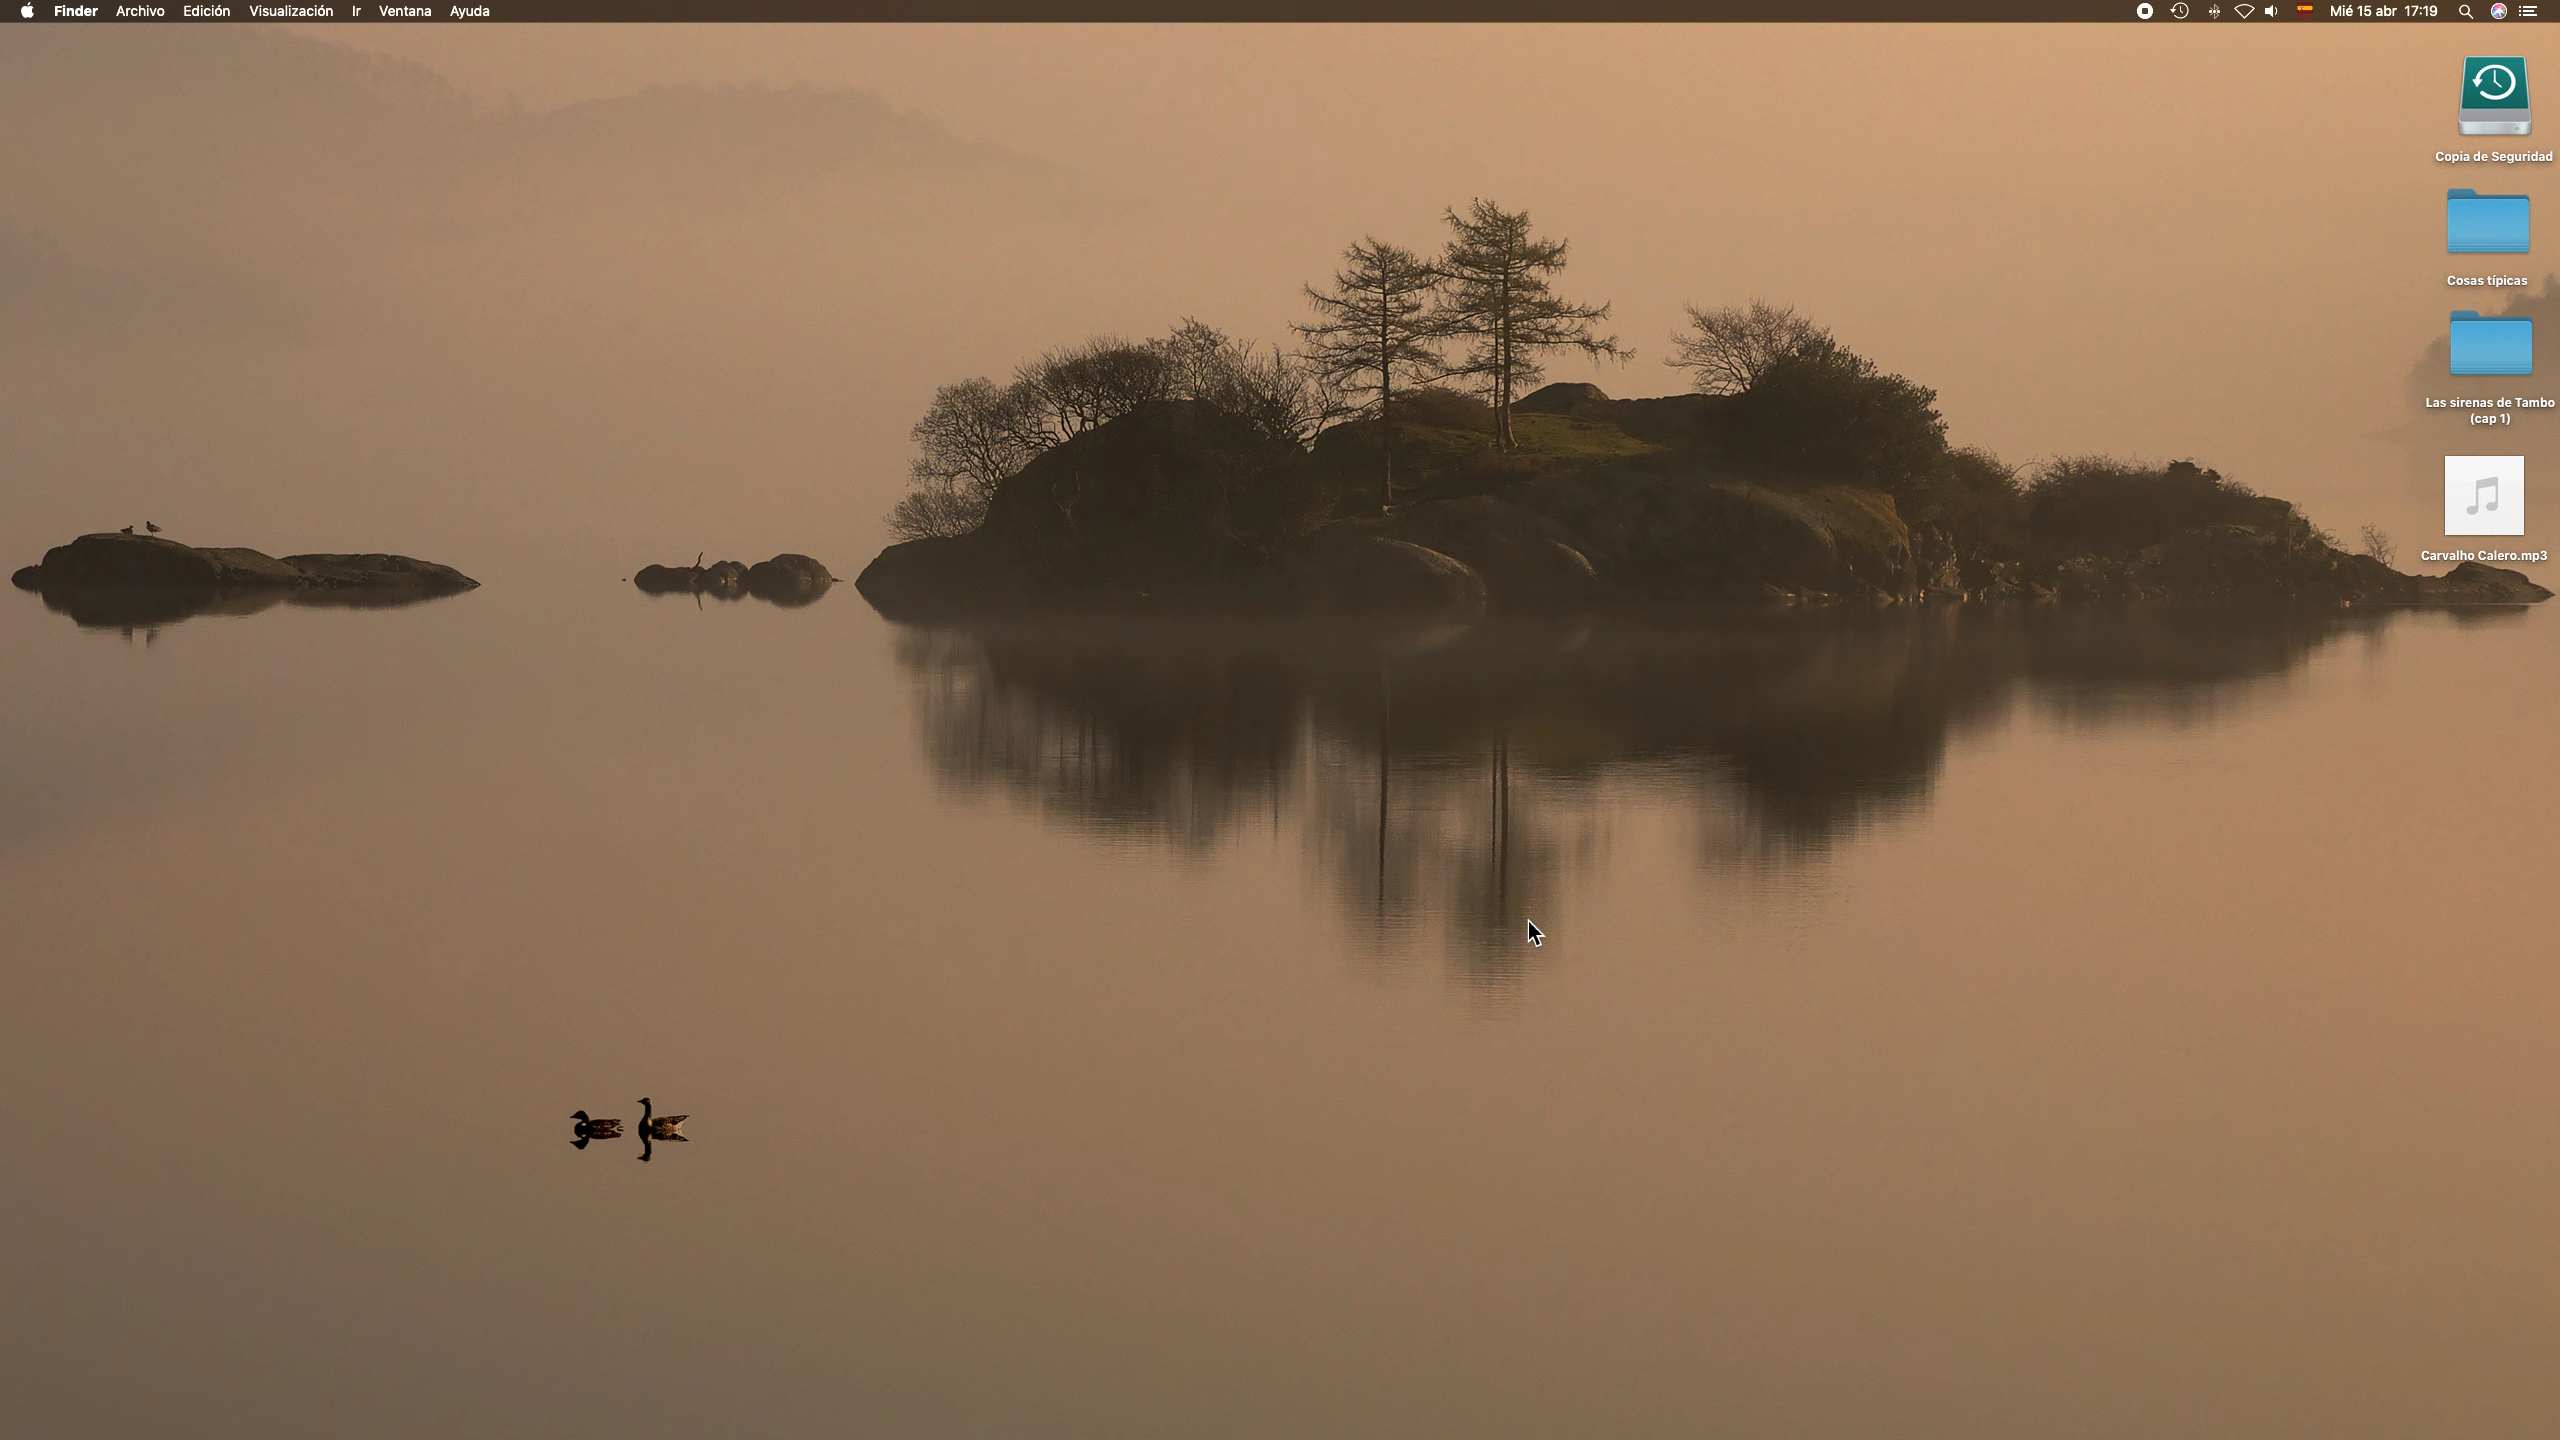 Finder Archivo Edición Visualización Ir Ventana Ayuda Mié 15 abr 17:19
Copia de Seguridad
Cosas típicas
Las sirenas de Tambo
(cap 1)
Carvalho Calero.mp3